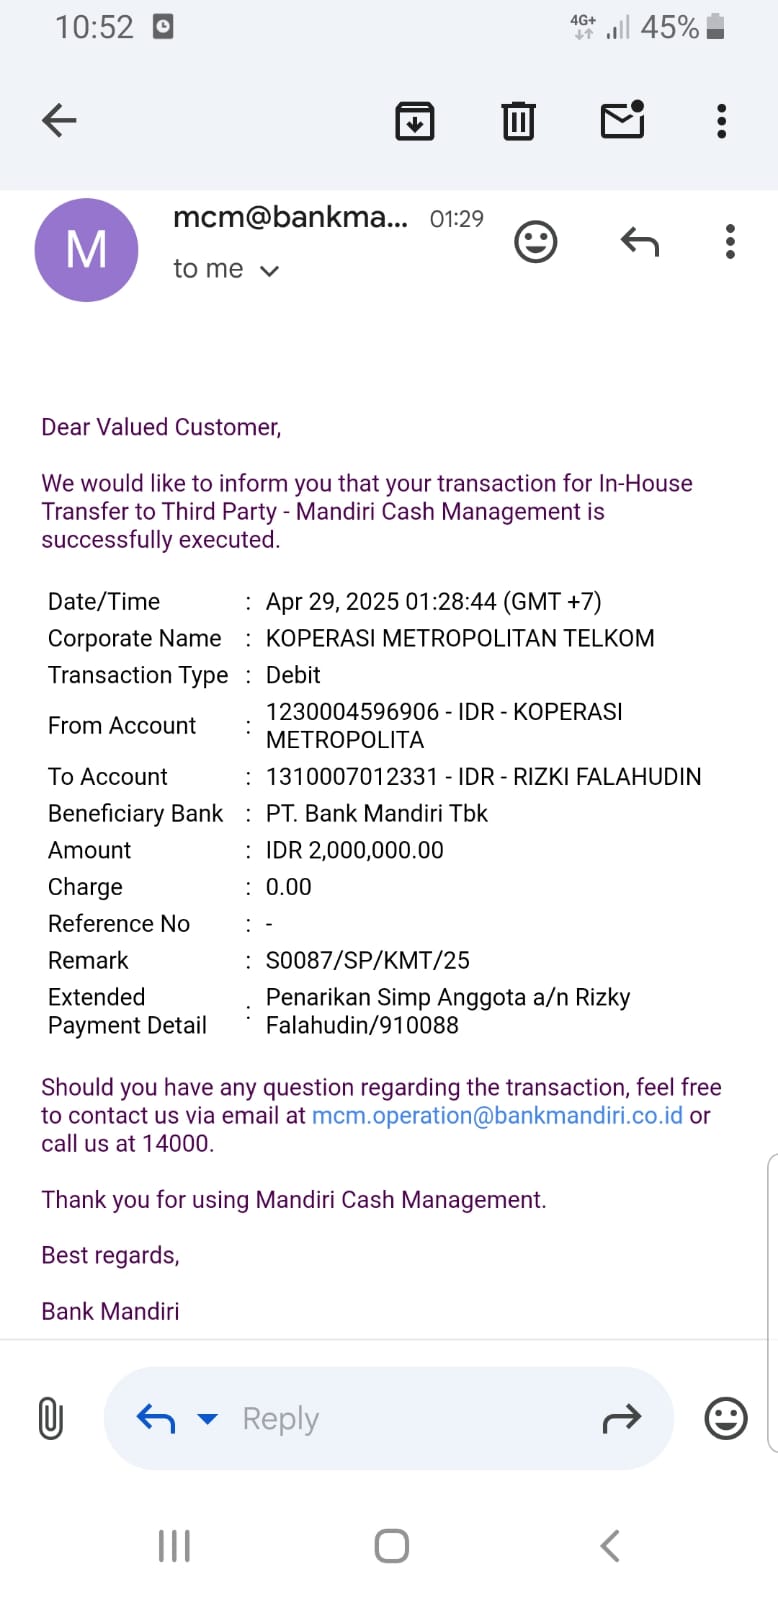 10:52
4G+ 45%
mcm@bankma... 01:29
M
to me
Dear Valued Customer,
We would like to inform you that your transaction for In-House
Transfer to Third Party - Mandiri Cash Management is
successfully executed.
Date/Time : Apr 29, 2025 01:28:44 (GMT +7)
Corporate Name : KOPERASI METROPOLITAN TELKOM
Transaction Type : Debit
From Account : 1230004596906 - IDR - KOPERASI
METROPOLITA
To Account : 1310007012331 - IDR - RIZKI FALAHUDIN
Beneficiary Bank : PT. Bank Mandiri Tbk
Amount : IDR 2,000,000.00
Charge : 0.00
Reference No : -
Remark : S0087/SP/KMT/25
Extended
Payment Detail : Penarikan Simp Anggota a/n Rizky
Falahudin/910088
Should you have any question regarding the transaction, feel free
to contact us via email at mcm.operation@bankmandiri.co.id or
call us at 14000.
Thank you for using Mandiri Cash Management.
Best regards,
Bank Mandiri
Reply